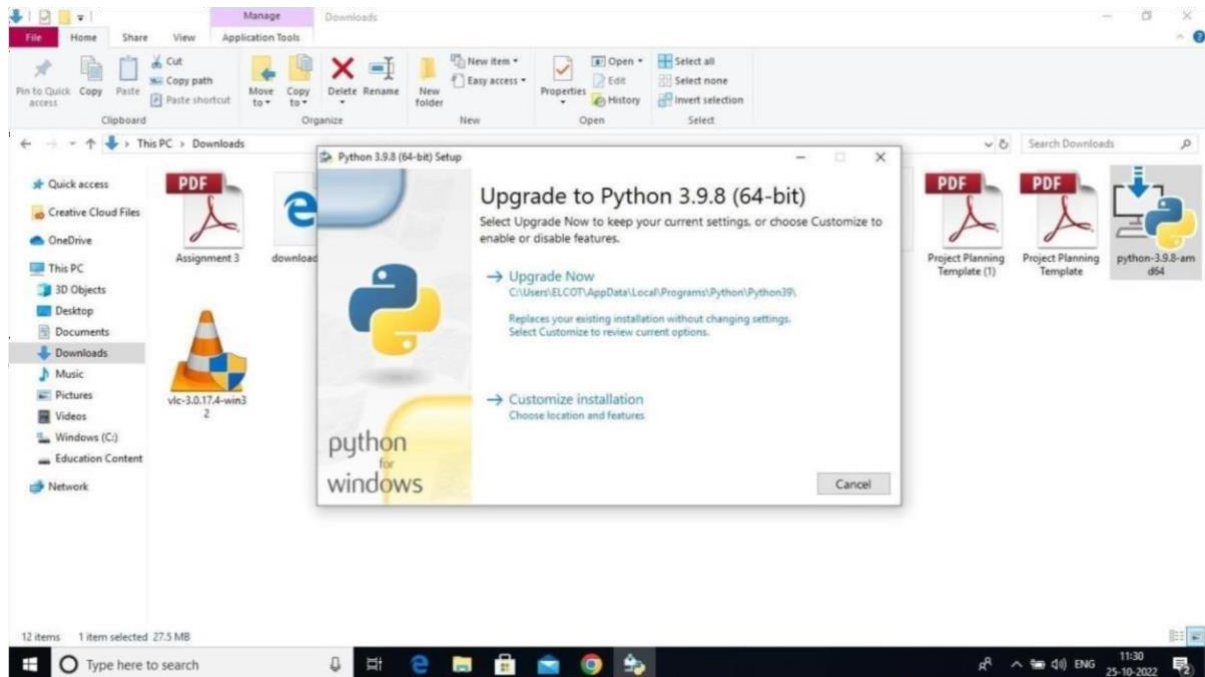 Manage
Downloads
File
Home
Share
View
Application Tools
Pin to Quick access
Copy
Paste
Cut
Copy path
Paste shortcut
Move to
Copy to
Delete
Rename
New folder
New item
Easy access
Properties
Open
Edit
History
Select all
Select none
Invert selection
Clipboard
Organize
New
Open
Select
This PC
Downloads
Search Downloads
Quick access
Creative Cloud Files
OneDrive
This PC
3D Objects
Desktop
Documents
Downloads
Music
Pictures
Videos
Windows (C:)
Education Content
Network
PDF
Assignment 3
download
vlc-3.0.17.4-win3
2
Python 3.9.8 (64-bit) Setup
Upgrade to Python 3.9.8 (64-bit)
Select Upgrade Now to keep your current settings, or choose Customize to
enable or disable features.
Upgrade Now
C:\Users\ELCOT\AppData\Local\Programs\Python\Python39\
Replaces your existing installation without changing settings.
Select Customize to review current options.
Customize installation
Choose location and features
python
for
windows
Cancel
PDF
Project Planning
Template (1)
PDF
Project Planning
Template
python-3.9.8-am
d64
12 items
1 item selected 27.5 MB
Type here to search
ENG
11:30
25-10-2022
2